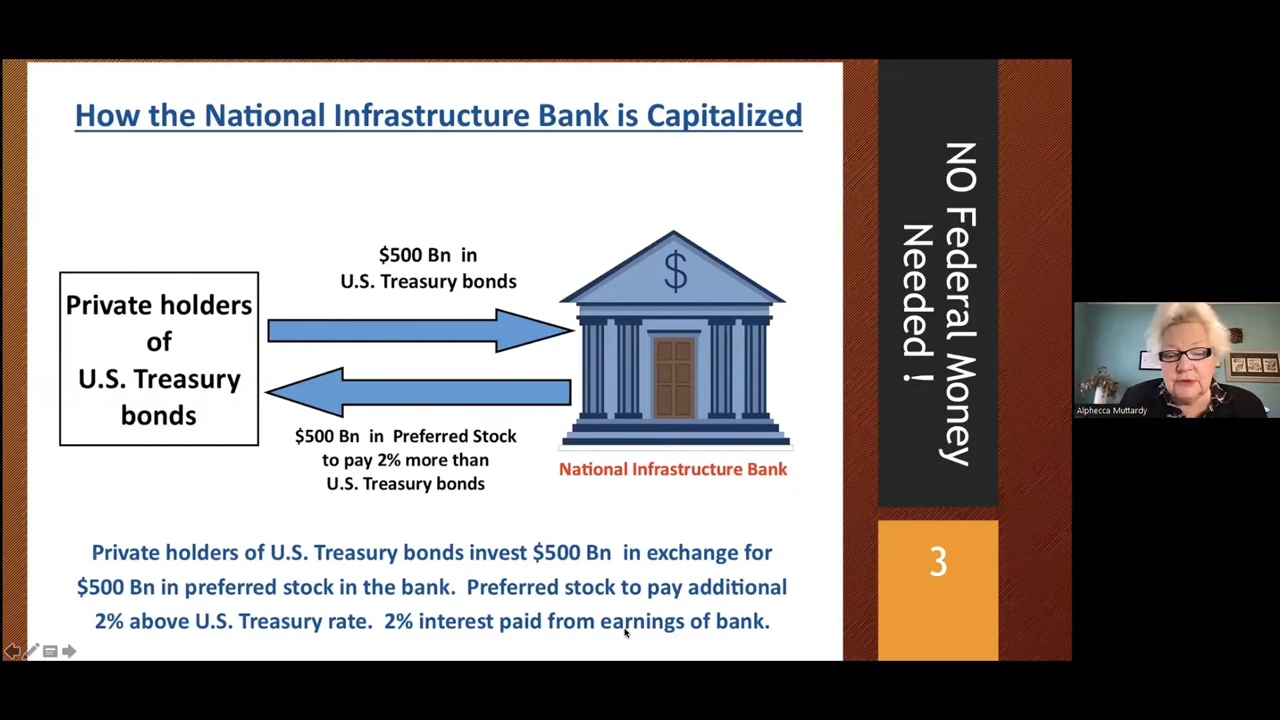 How the National Infrastructure Bank is Capitalized
$500 Bn in
U.S. Treasury bonds
Private holders
of
U.S. Treasury
bonds
$
$500 Bn in Preferred Stock
to pay 2% more than
U.S. Treasury bonds
National Infrastructure Bank
Private holders of U.S. Treasury bonds invest $500 Bn in exchange for
$500 Bn in preferred stock in the bank. Preferred stock to pay additional
2% above U.S. Treasury rate. 2% interest paid from earnings of bank.
NO Federal Money
Needed !
3
Alphecca Muttardy